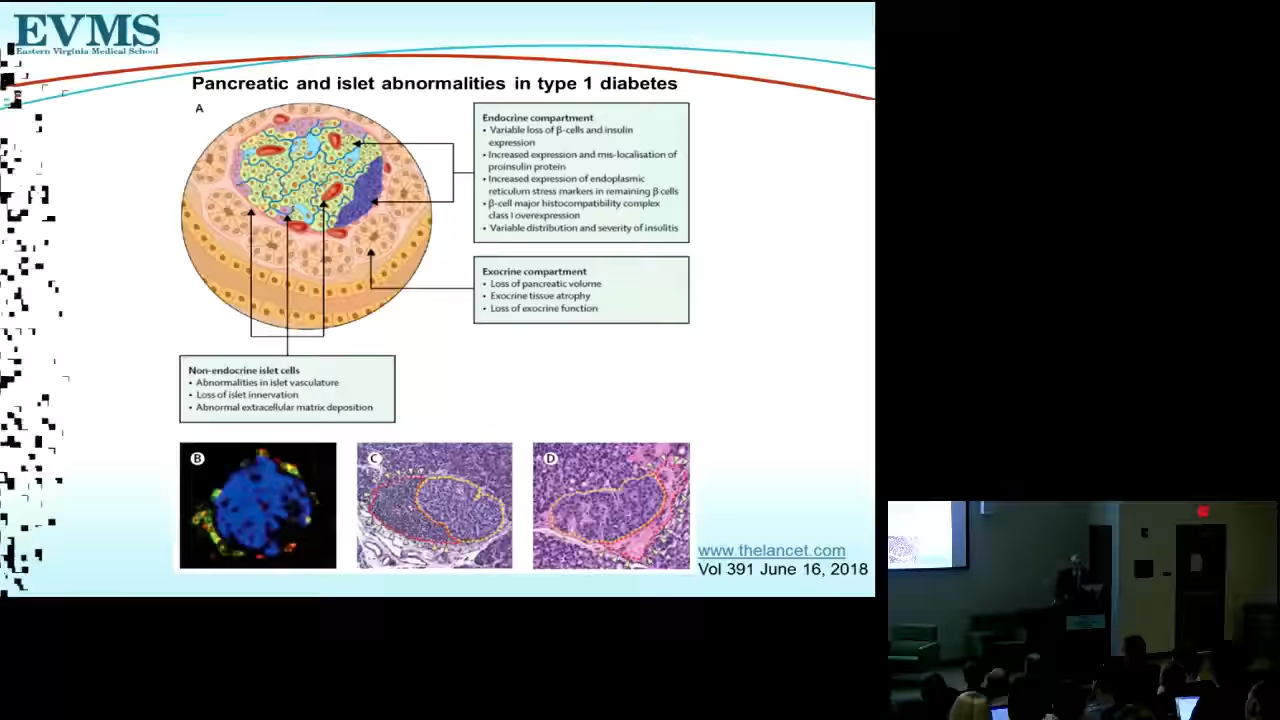 EVMS
Eastern Virginia Medical School
Pancreatic and islet abnormalities in type 1 diabetes
A
Endocrine compartment
• Variable loss of β-cells and insulin
expression
• Increased expression and mis-localisation of
proinsulin protein
• Increased expression of endoplasmic
reticulum stress markers in remaining β cells
• β-cell major histocompatibility complex
class I overexpression
• Variable distribution and severity of insulitis
Exocrine compartment
• Loss of pancreatic volume
• Exocrine tissue atrophy
• Loss of exocrine function
Non-endocrine islet cells
• Abnormalities in islet vasculature
• Loss of islet innervation
• Abnormal extracellular matrix deposition
B
C
D
www.thelancet.com
Vol 391 June 16, 2018